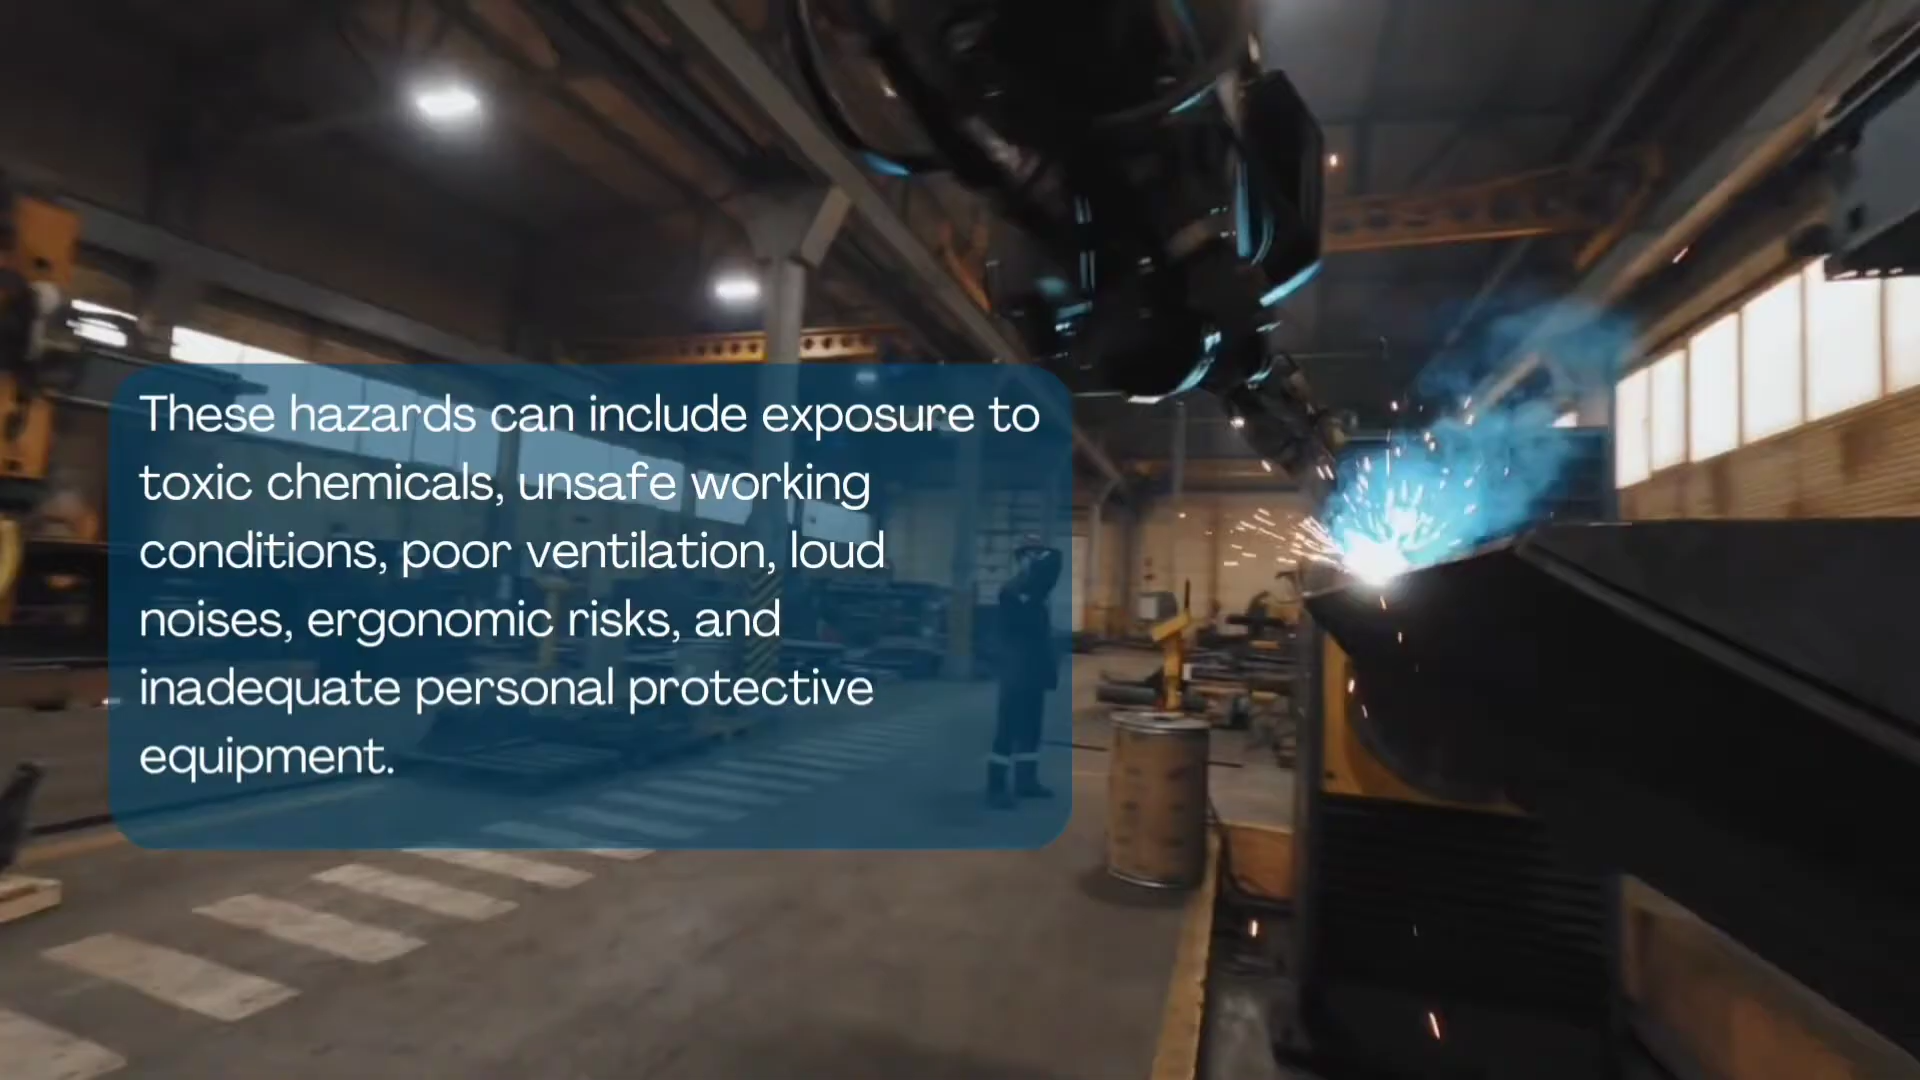 These hazards can include exposure to
toxic chemicals, unsafe working
conditions, poor ventilation, loud
noises, ergonomic risks, and
inadequate personal protective
equipment.